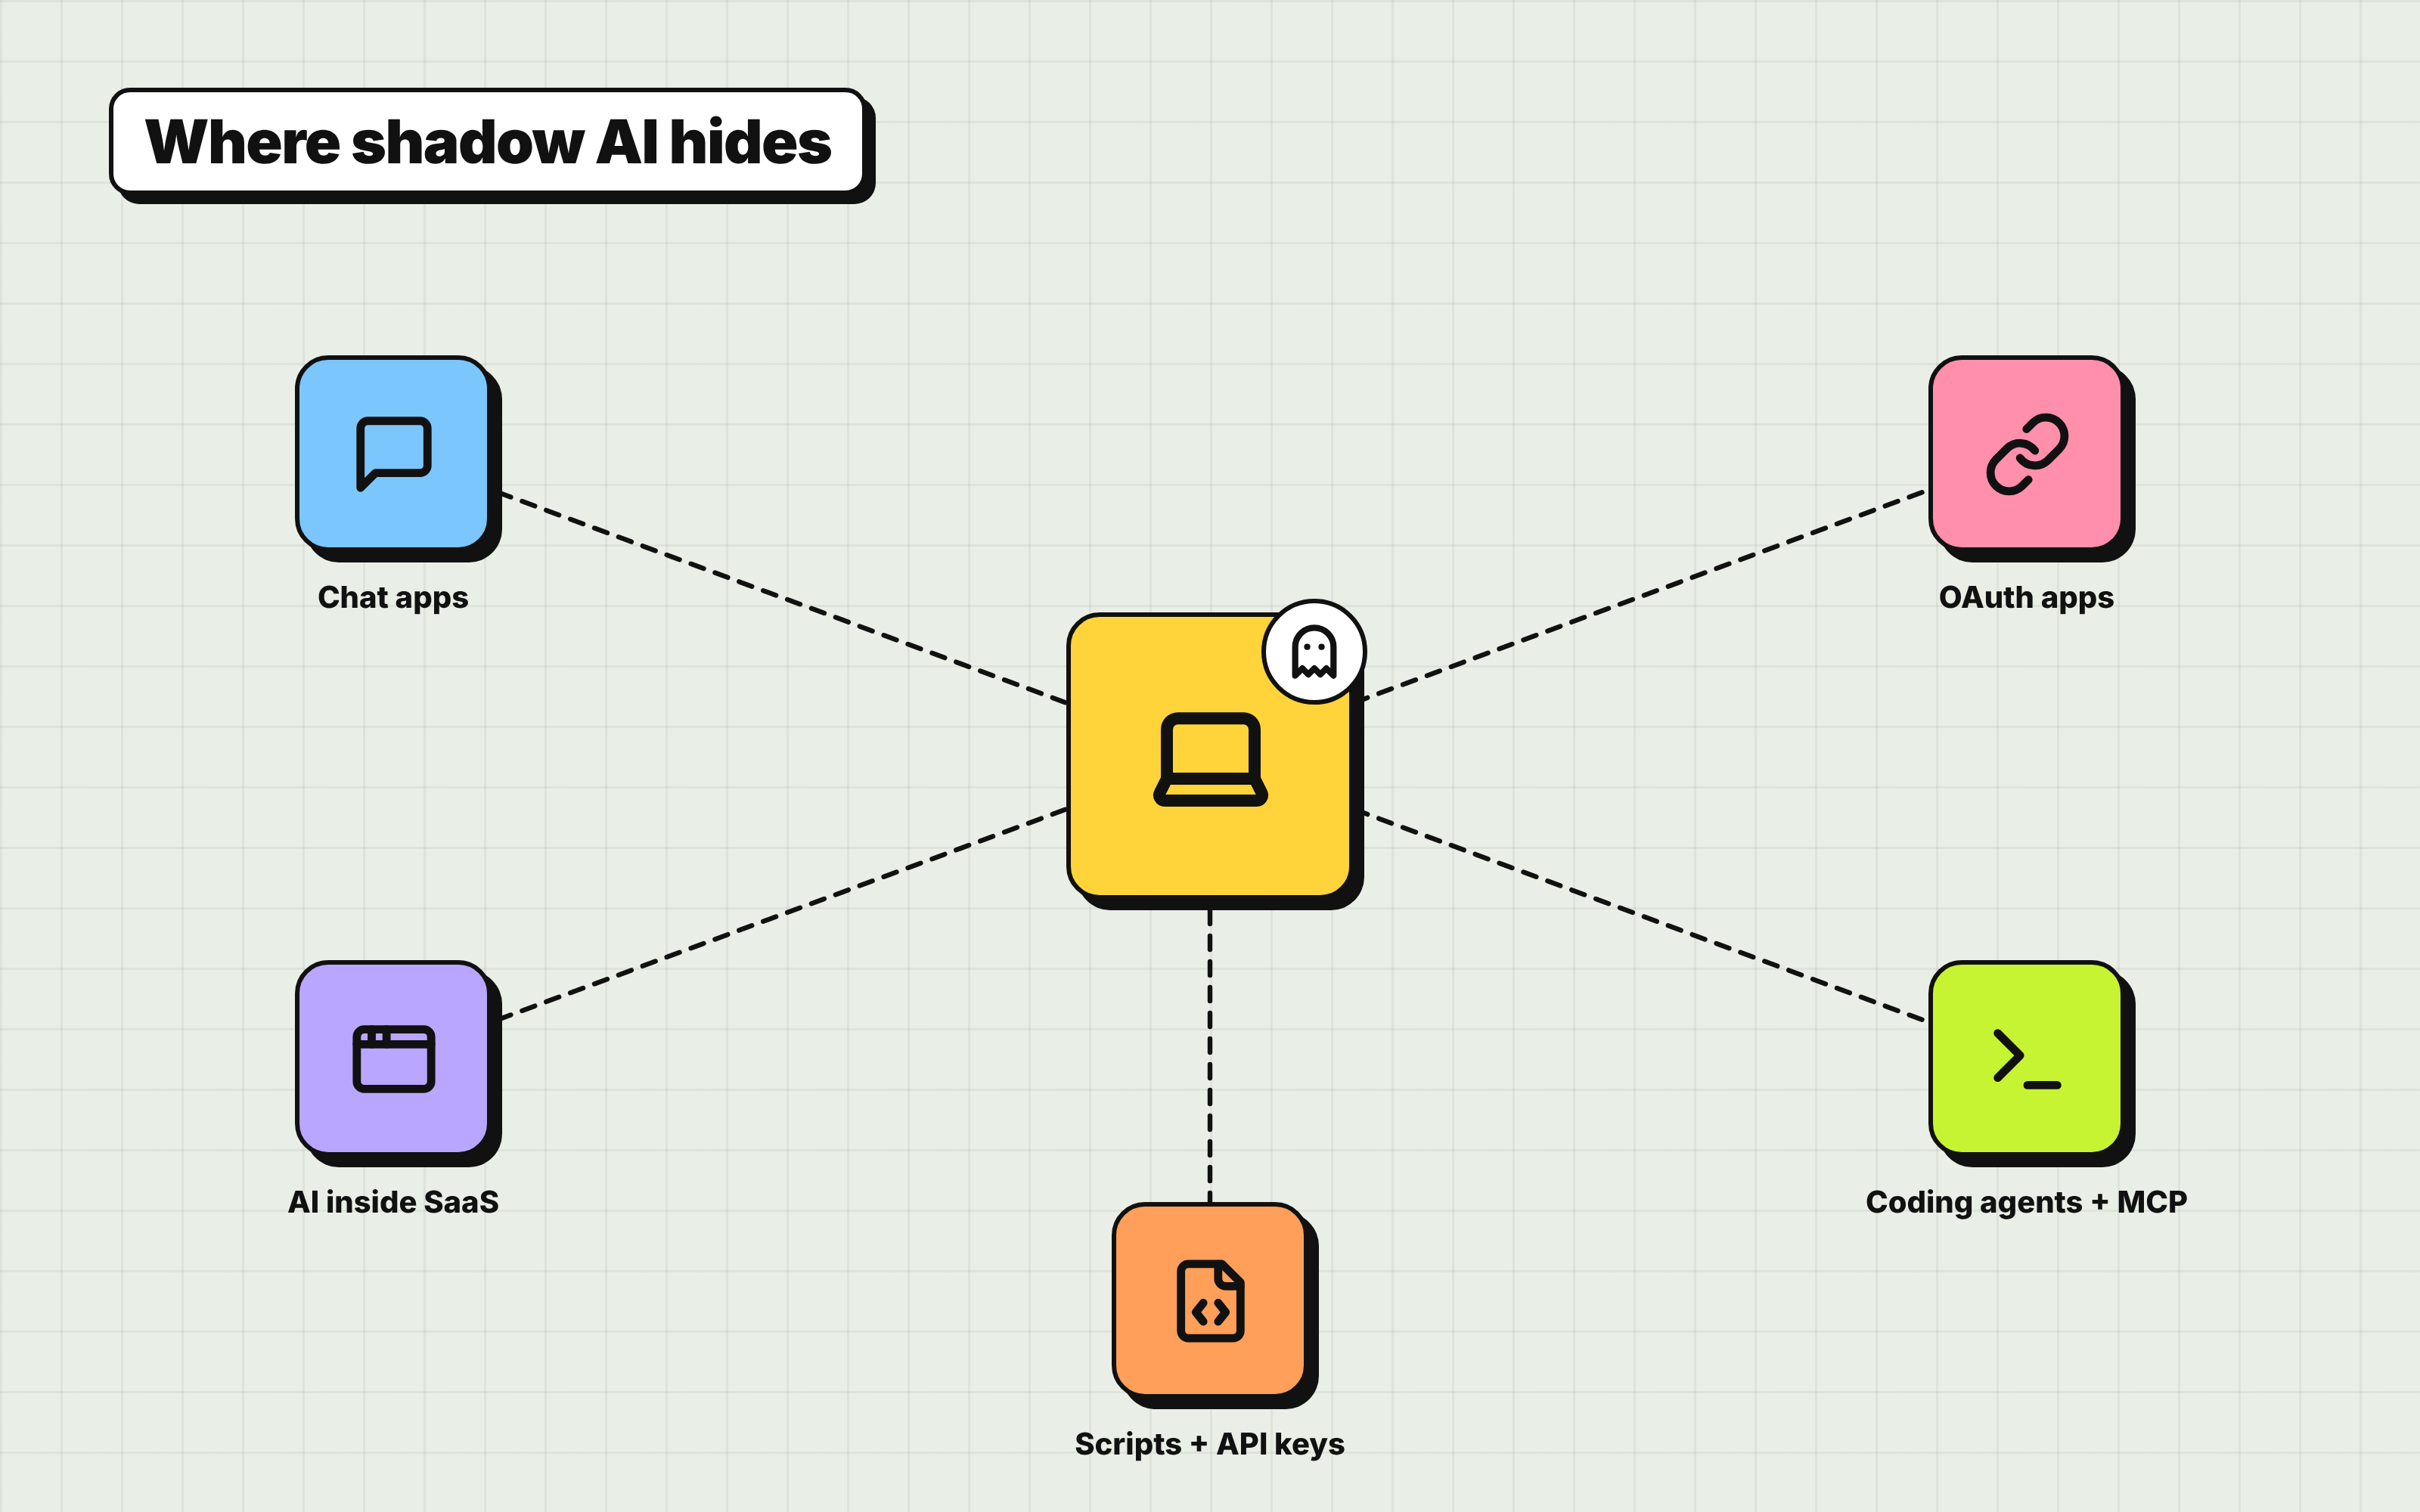 Where shadow AI hides
Chat apps
OAuth apps
AI inside SaaS
Coding agents + MCP
Scripts + API keys